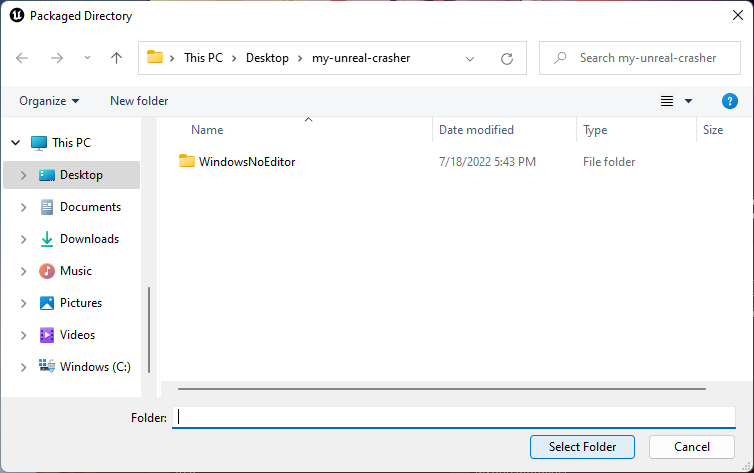 Packaged Directory
This PC Desktop my-unreal-crasher Search my-unreal-crasher
Organize New folder ?
Name Date modified Type Size
WindowsNoEditor 7/18/2022 5:43 PM File folder
This PC
Desktop
Documents
Downloads
Music
Pictures
Videos
Windows (C:)
Folder:
Select Folder Cancel